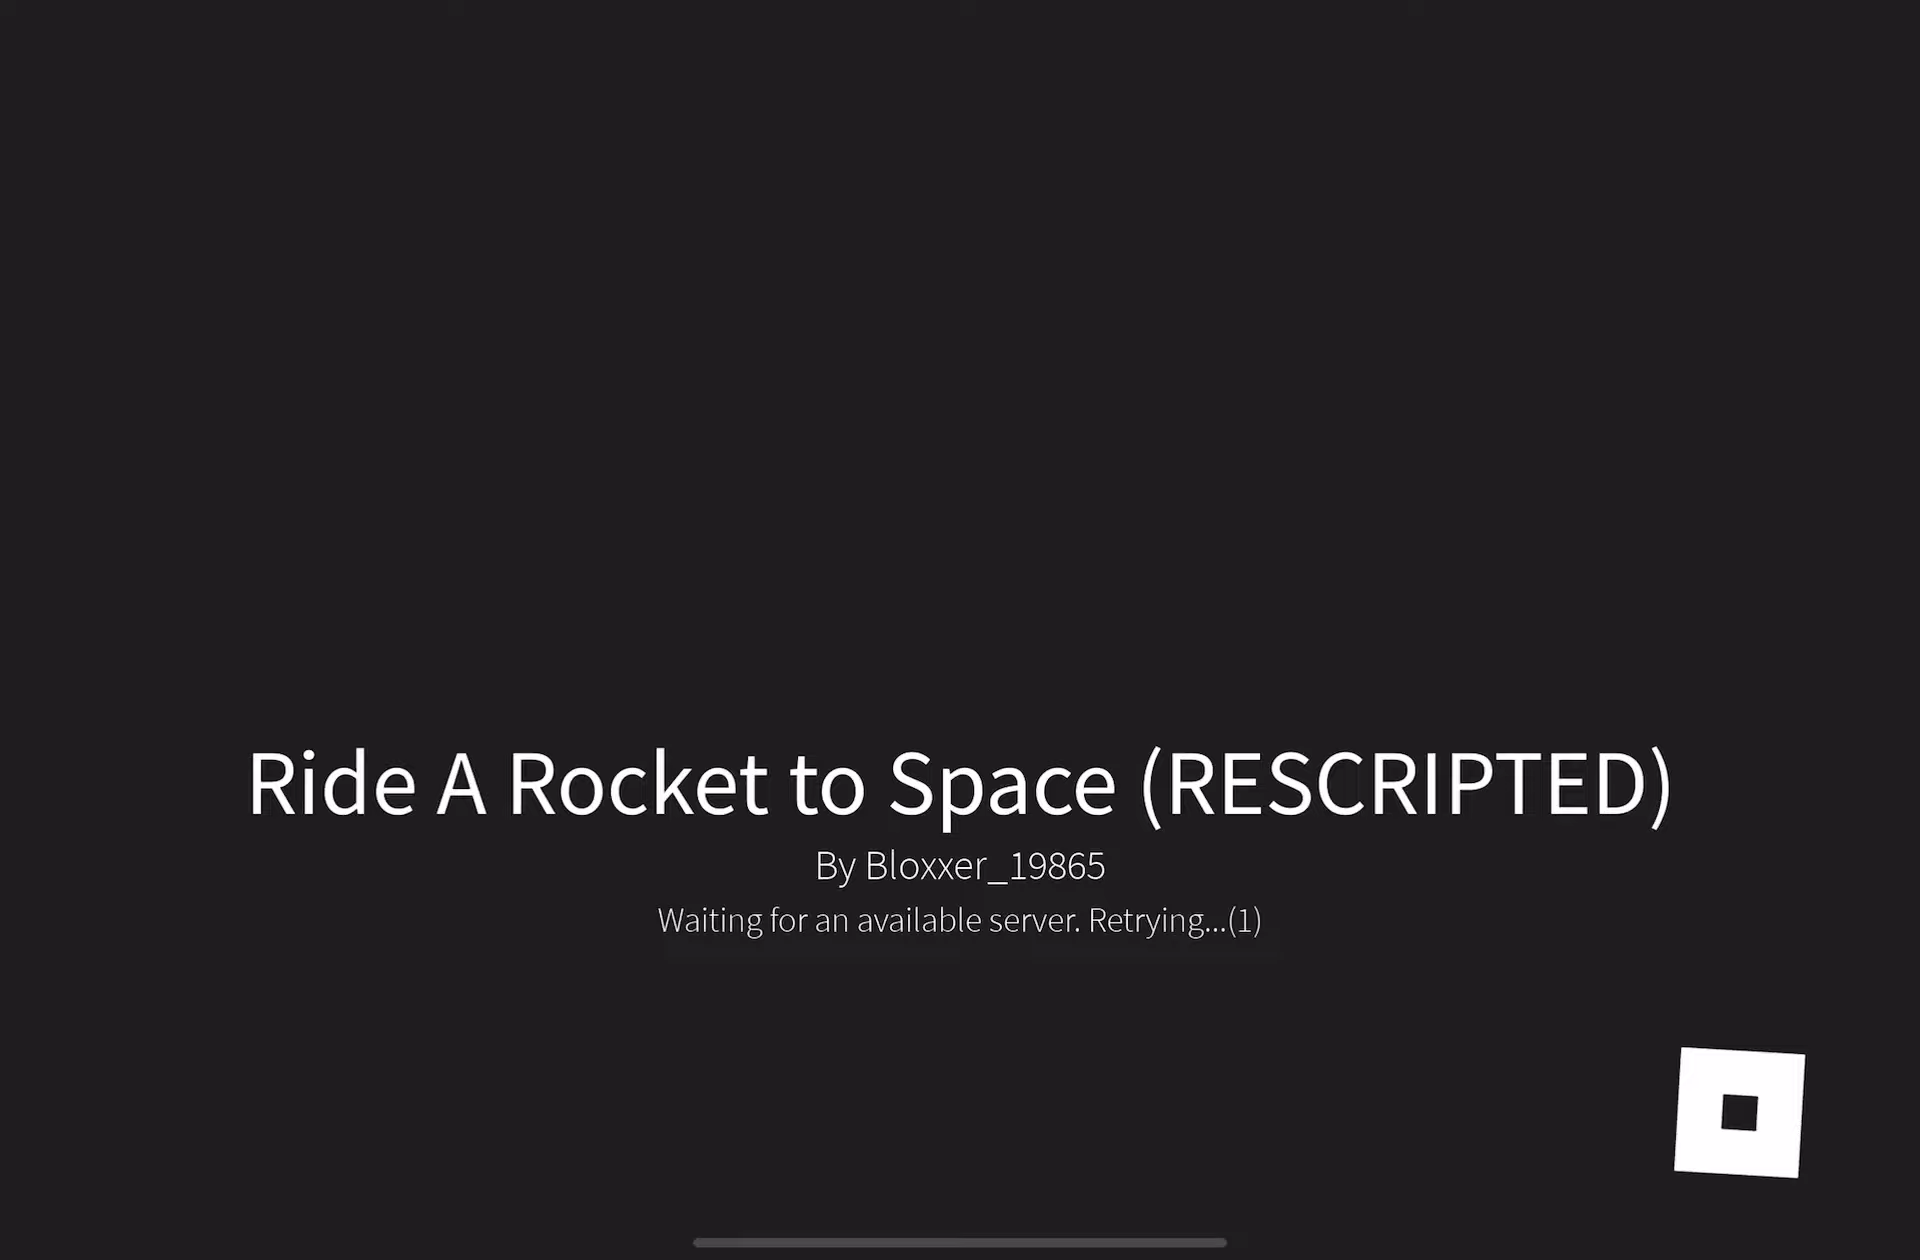 Ride A Rocket to Space (RESCRIPTED)
By Bloxxer_19865
Waiting for an available server. Retrying...(1)